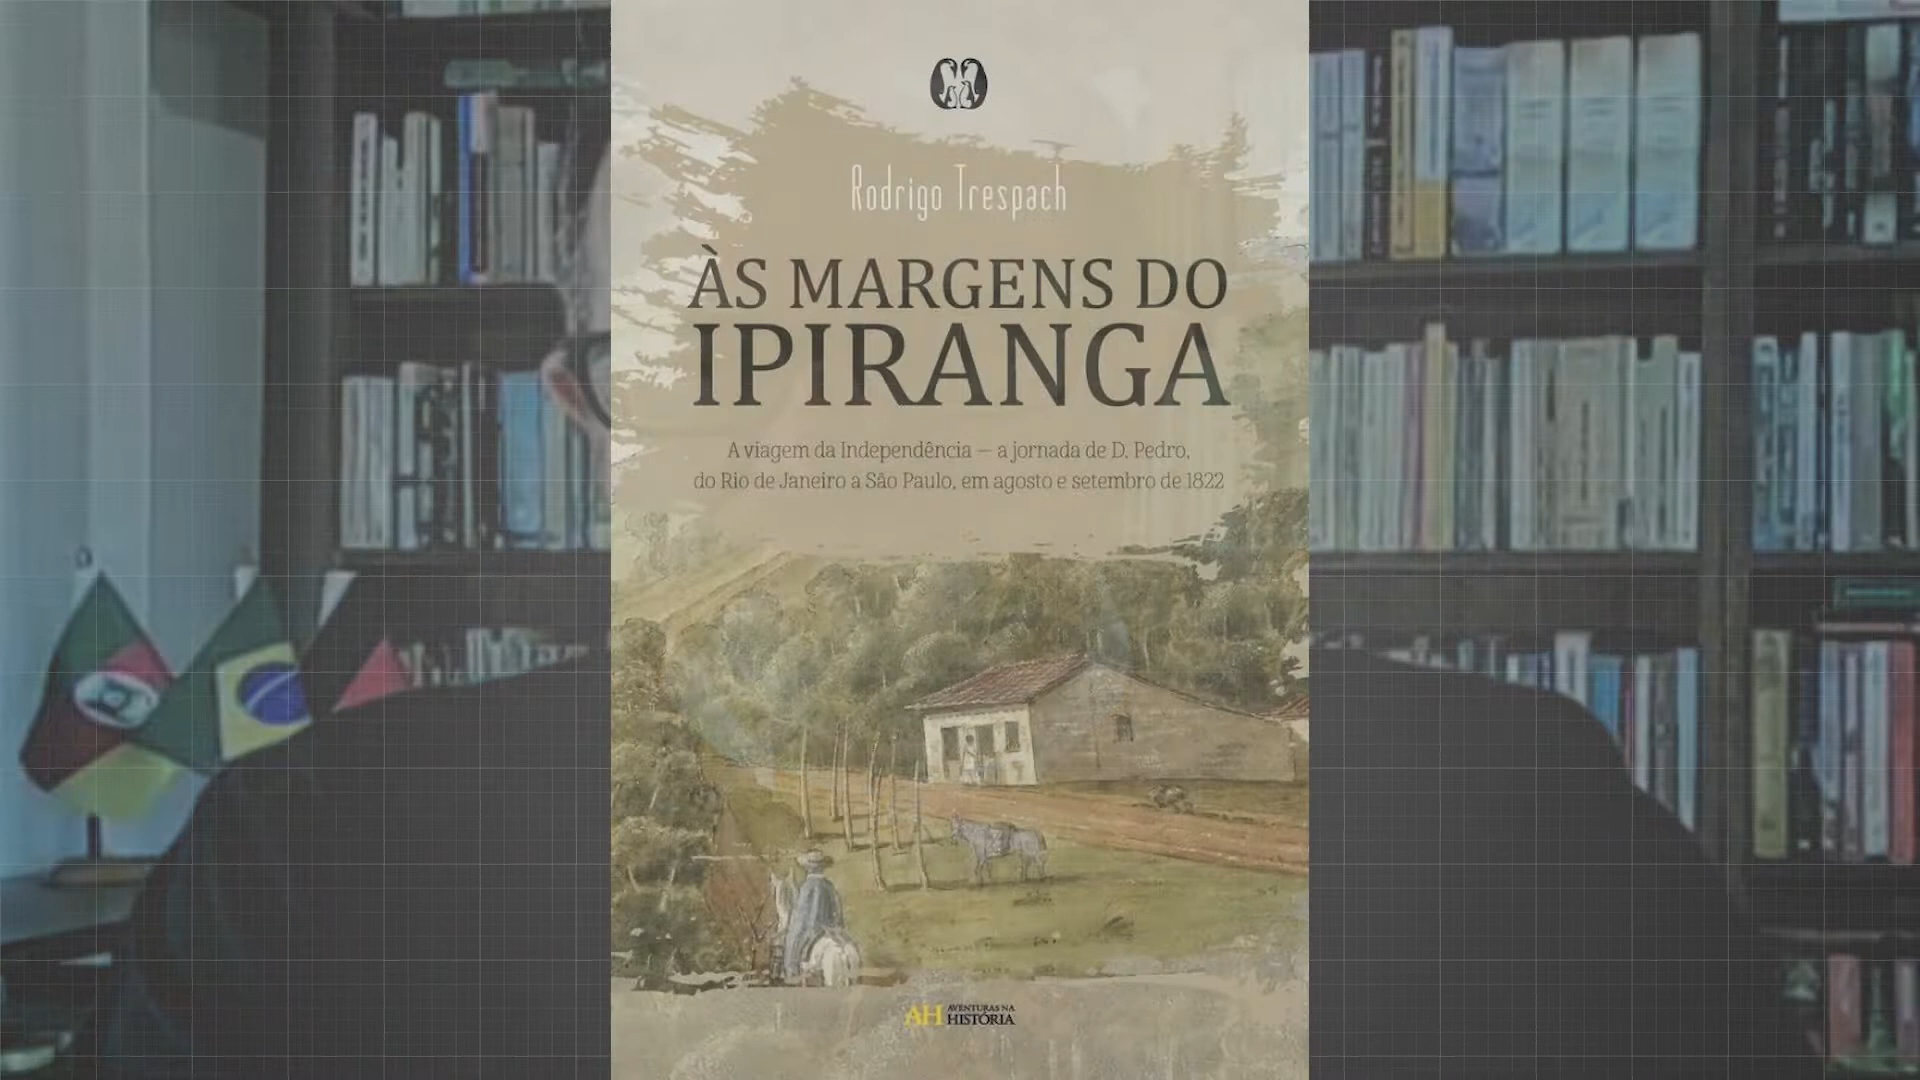 Rodrigo Trespach
ÀS MARGENS DO
IPIRANGA
A viagem da Independência — a jornada de D. Pedro,
do Rio de Janeiro a São Paulo, em agosto e setembro de 1822
AH AVENTURAS NA
HISTÓRIA